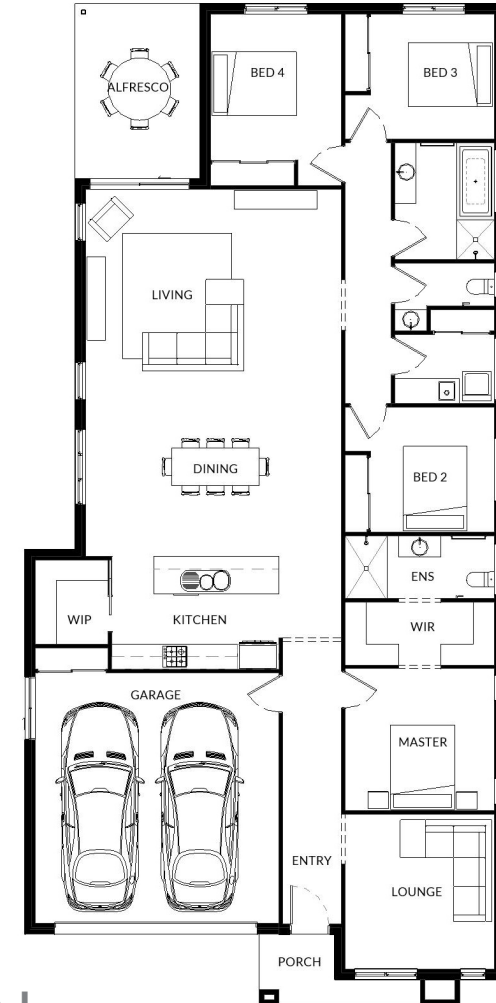 BED 4
BED 3
ALFRESCO
LIVING
DINING
BED 2
ENS
WIP
KITCHEN
WIR
GARAGE
MASTER
ENTRY
LOUNGE
PORCH